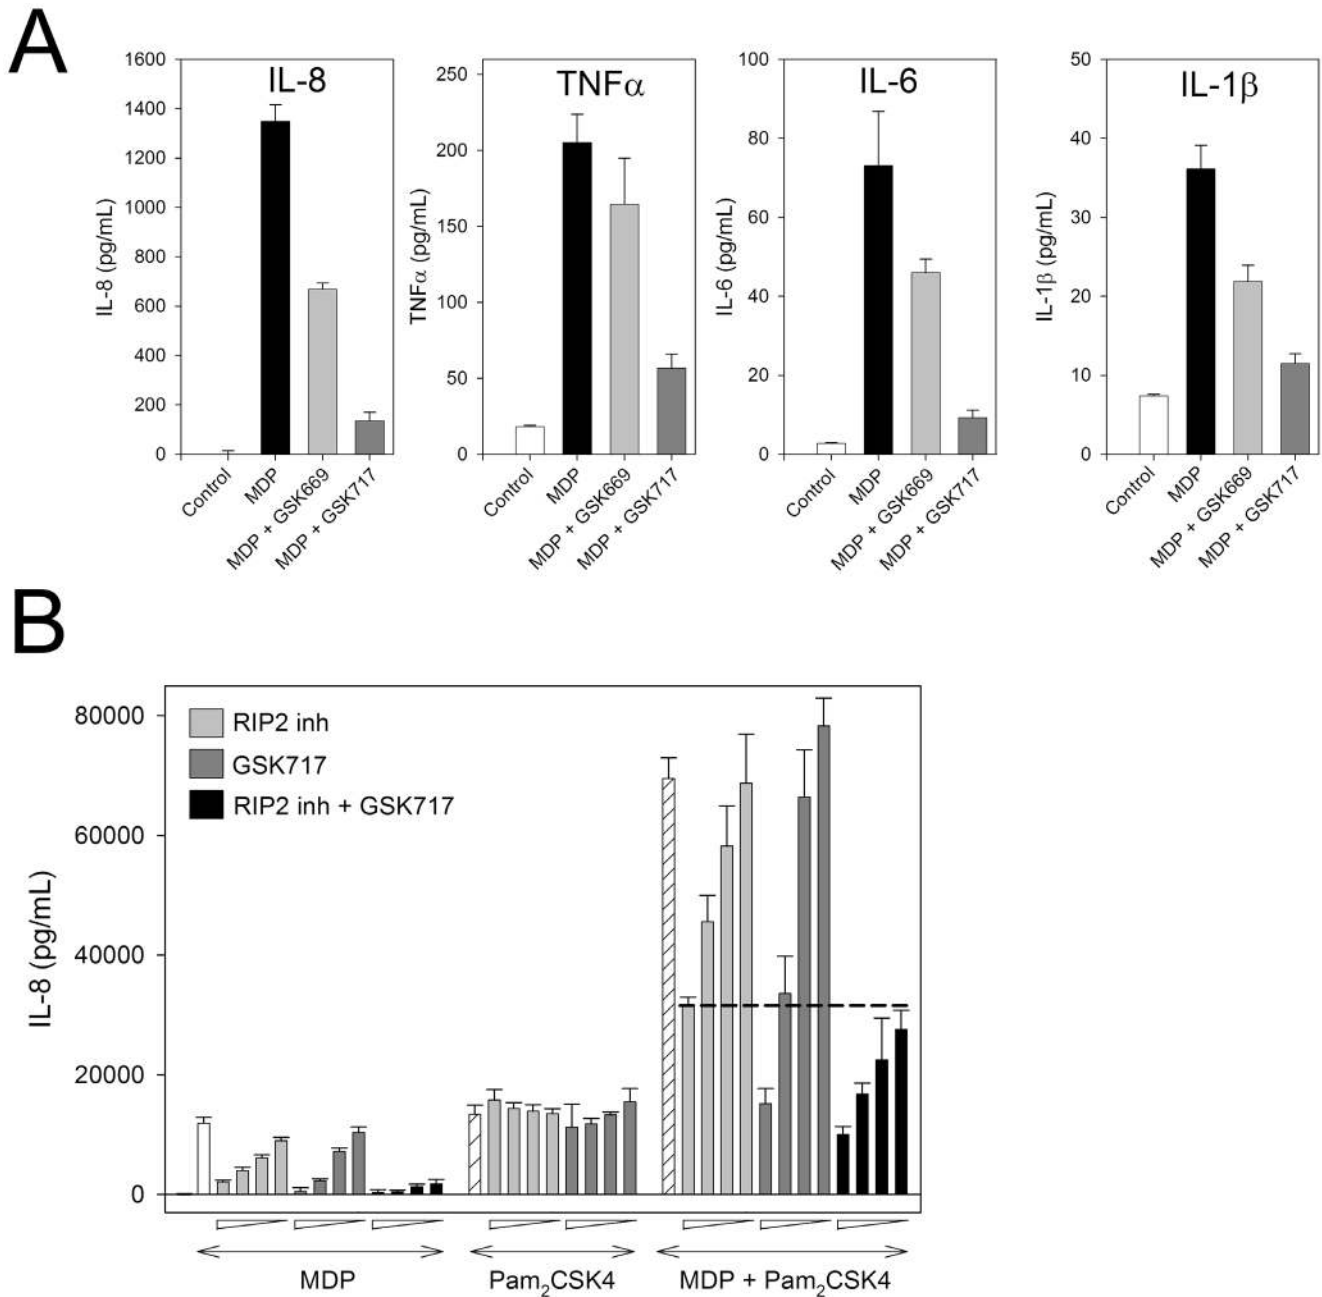 A
IL-8
IL-8 (pg/mL)
1600
1400
1200
1000
800
600
400
200
0
Control
MDP
MDP + GSK669
MDP + GSK717
TNFα
TNFα (pg/mL)
250
200
150
100
50
0
Control
MDP
MDP + GSK669
MDP + GSK717
IL-6
IL-6 (pg/mL)
100
80
60
40
20
0
Control
MDP
MDP + GSK669
MDP + GSK717
IL-1β
IL-1β (pg/mL)
50
40
30
20
10
0
Control
MDP
MDP + GSK669
MDP + GSK717
B
RIP2 inh
GSK717
RIP2 inh + GSK717
IL-8 (pg/mL)
80000
60000
40000
20000
0
MDP
Pam₂CSK4
MDP + Pam₂CSK4